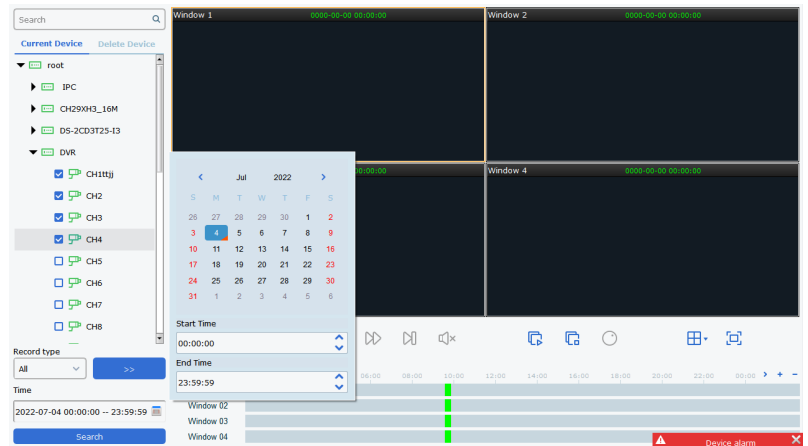 Search
Current Device Delete Device
root
IPC
CH29XH3_16M
DS-2CD3T25-I3
DVR
CH1ttjj
CH2
CH3
CH4
CH5
CH6
CH7
CH8
Record type
All
>>
Time
2022-07-04 00:00:00 -- 23:59:59
Search
Window 1 0000-00-00 00:00:00
Window 2 0000-00-00 00:00:00
00:00:00
Window 4 0000-00-00 00:00:00
< Jul 2022 >
S M T W T F S
26 27 28 29 30 1 2
3 4 5 6 7 8 9
10 11 12 13 14 15 16
17 18 19 20 21 22 23
24 25 26 27 28 29 30
31 1 2 3 4 5 6
Start Time
00:00:00
End Time
23:59:59
06:00 08:00 10:00 12:00 14:00 16:00 18:00 20:00 22:00 00:00 > + -
Window 02
Window 03
Window 04
Device alarm